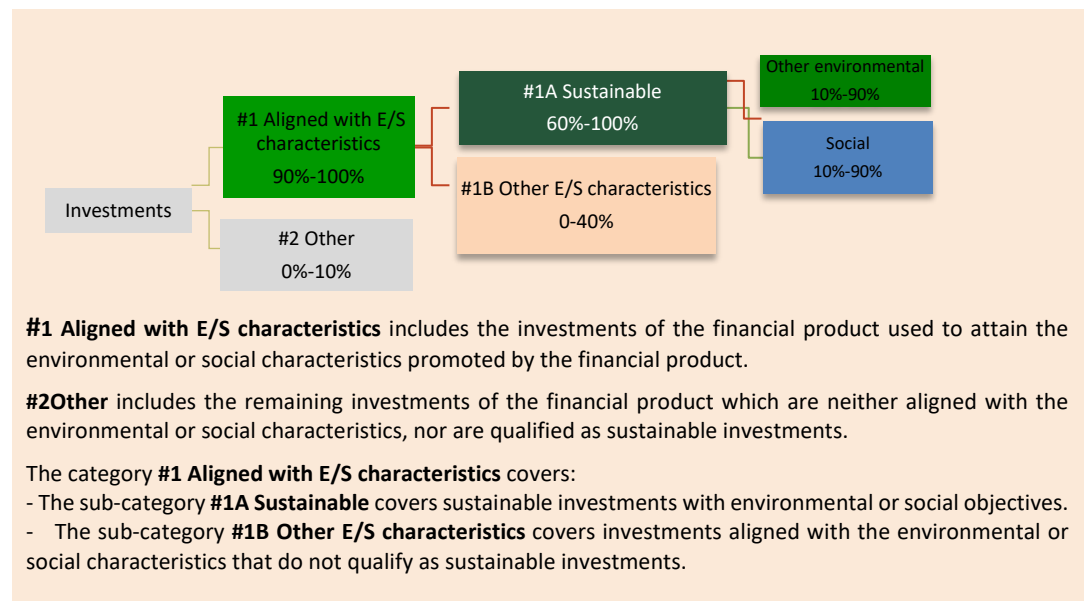 Other environmental
10%-90%
#1A Sustainable
60%-100%
#1 Aligned with E/S
characteristics
90%-100%
Social
10%-90%
#1B Other E/S characteristics
0-40%
Investments
#2 Other
0%-10%
#1 Aligned with E/S characteristics includes the investments of the financial product used to attain the
environmental or social characteristics promoted by the financial product.
#2Other includes the remaining investments of the financial product which are neither aligned with the
environmental or social characteristics, nor are qualified as sustainable investments.
The category #1 Aligned with E/S characteristics covers:
- The sub-category #1A Sustainable covers sustainable investments with environmental or social objectives.
- The sub-category #1B Other E/S characteristics covers investments aligned with the environmental or
social characteristics that do not qualify as sustainable investments.